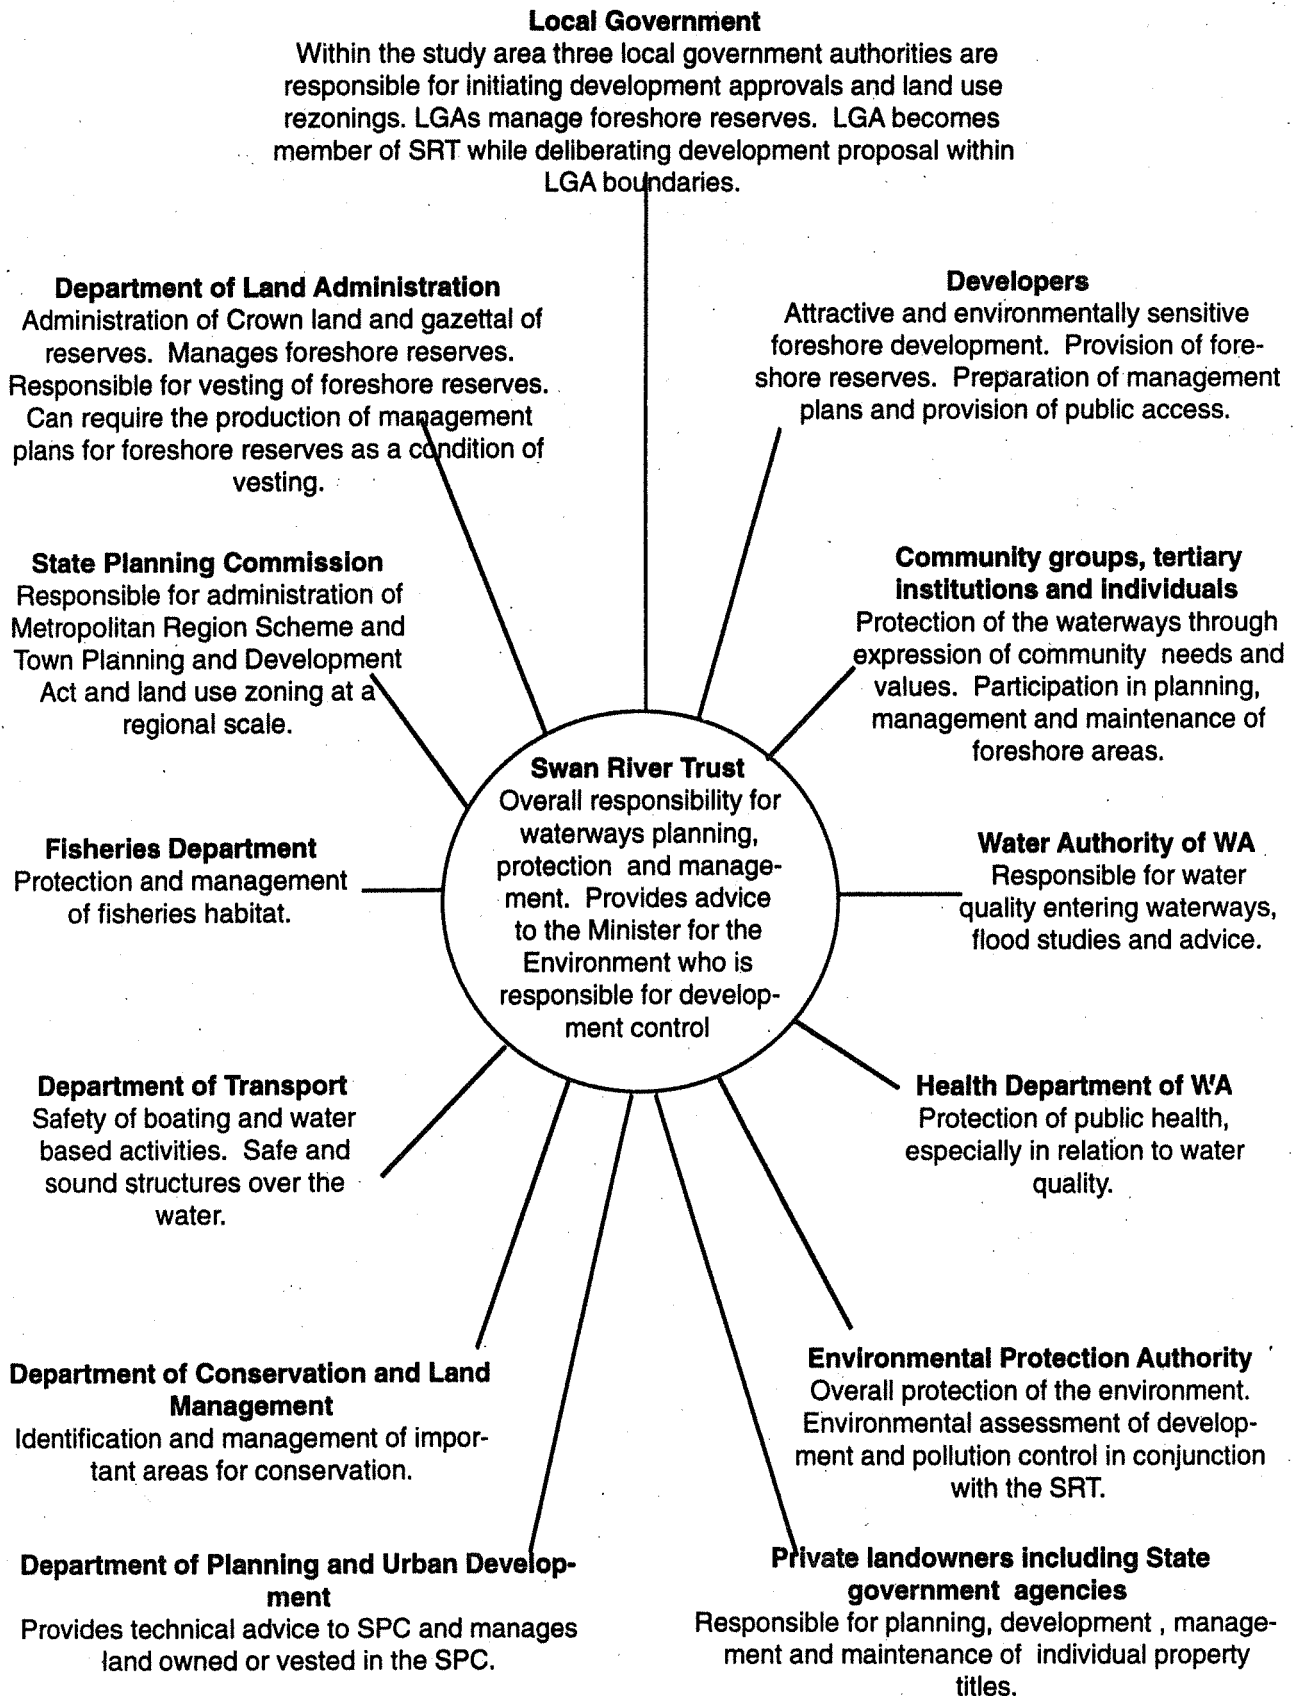 Local Government
Within the study area three local government authorities are
responsible for initiating development approvals and land use
rezonings. LGAs manage foreshore reserves. LGA becomes
member of SRT while deliberating development proposal within
LGA boundaries.
Department of Land Administration
Administration of Crown land and gazettal of
reserves. Manages foreshore reserves.
Responsible for vesting of foreshore reserves.
Can require the production of management
plans for foreshore reserves as a condition of
vesting.
Developers
Attractive and environmentally sensitive
foreshore development. Provision of fore-
shore reserves. Preparation of management
plans and provision of public access.
State Planning Commission
Responsible for administration of
Metropolitan Region Scheme and
Town Planning and Development
Act and land use zoning at a
regional scale.
Community groups, tertiary
institutions and individuals
Protection of the waterways through
expression of community needs and
values. Participation in planning,
management and maintenance of
foreshore areas.
Swan River Trust
Overall responsibility for
waterways planning,
protection and manage-
ment. Provides advice
to the Minister for the
Environment who is
responsible for develop-
ment control
Fisheries Department
Protection and management
of fisheries habitat.
Water Authority of WA
Responsible for water
quality entering waterways,
flood studies and advice.
Department of Transport
Safety of boating and water
based activities. Safe and
sound structures over the
water.
Health Department of WA
Protection of public health,
especially in relation to water
quality.
Department of Conservation and Land
Management
Identification and management of impor-
tant areas for conservation.
Environmental Protection Authority
Overall protection of the environment.
Environmental assessment of develop-
ment and pollution control in conjunction
with the SRT.
Department of Planning and Urban Develop-
ment
Provides technical advice to SPC and manages
land owned or vested in the SPC.
Private landowners including State
government agencies
Responsible for planning, development , manage-
ment and maintenance of individual property
titles.